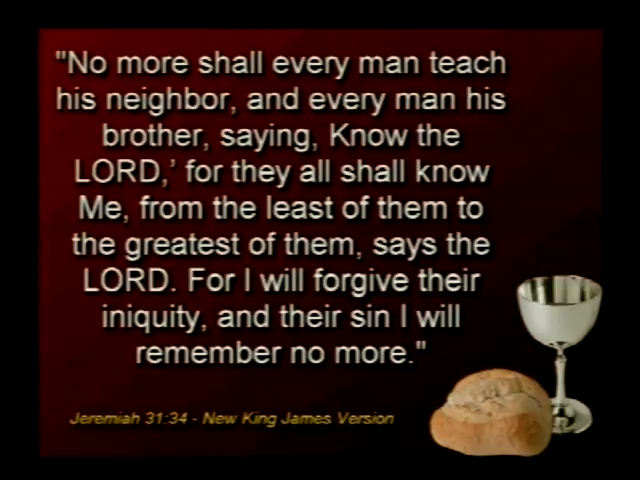 "No more shall every man teach
his neighbor, and every man his
brother, saying, Know the
LORD,' for they all shall know
Me, from the least of them to
the greatest of them, says the
LORD. For I will forgive their
iniquity, and their sin I will
remember no more."
Jeremiah 31:34 - New King James Version